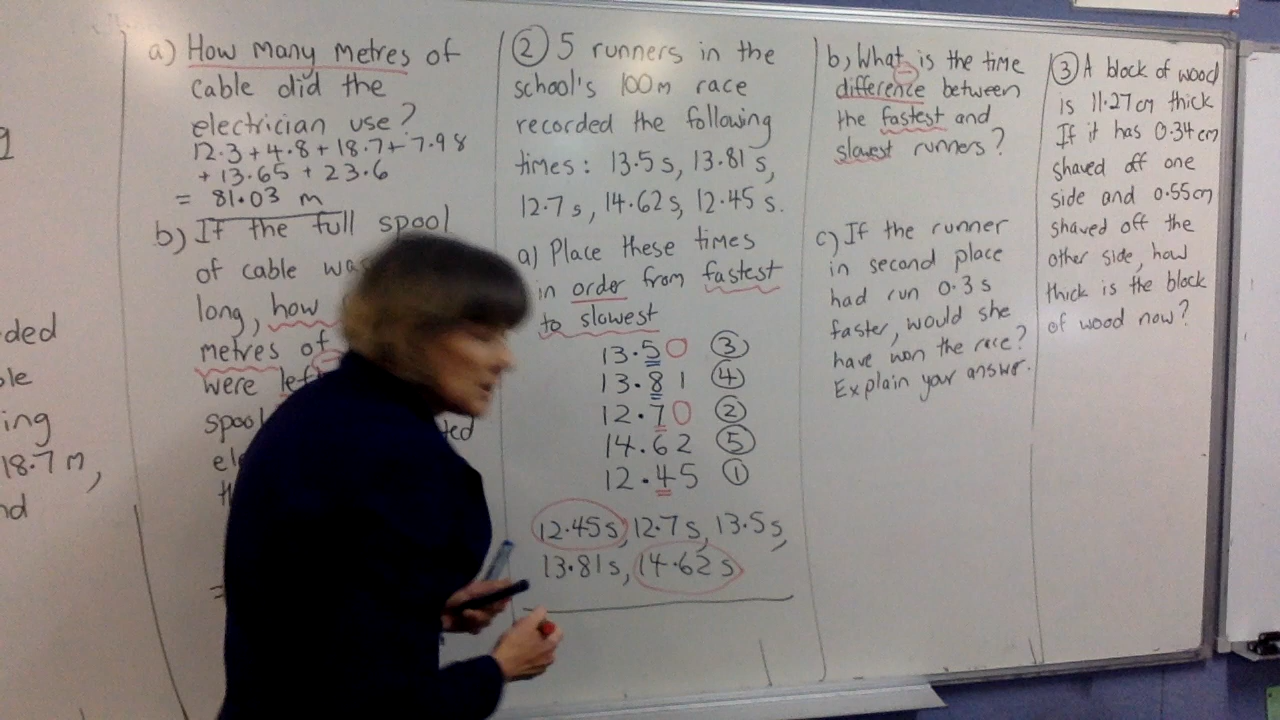 g
ded
ble
ing
18.7 m,
nd
a) How many metres of
cable did the
electrician use?
12.3 + 4.8 + 18.7 + 7.98
+ 13.65 + 23.6
= 81.03 m
b) If the full spool
of cable was
long, how
metres of
were left
spool
ted
=
② 5 runners in the
school's 100m race
recorded the following
times: 13.5 s, 13.81 s,
12.7 s, 14.62 s, 12.45 s.
a) Place these times
in order from fastest
to slowest
13.50 ③
13.81 ④
12.70 ②
14.62 ⑤
12.45 ①
12.45 s, 12.7 s, 13.5 s,
13.81 s, 14.62 s
b) What is the time
−
difference between
the fastest and
slowest runners?
c) If the runner
in second place
had run 0.3 s
faster, would she
have won the race?
Explain your answer.
③ A block of wood
is 11.27 cm thick
If it has 0.34 cm
shaved off one
side and 0.55 cm
shaved off the
other side, how
thick is the block
of wood now?